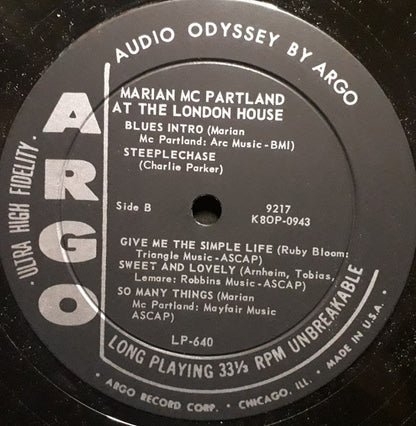 AUDIO ODYSSEY BY ARGO
ARGO
· ULTRA HIGH FIDELITY ·
MARIAN MC PARTLAND
AT THE LONDON HOUSE
BLUES INTRO (Marian
Mc Partland: Arc Music - BMI)
STEEPLECHASE
(Charlie Parker)
Side B
9217
K8OP-0943
GIVE ME THE SIMPLE LIFE (Ruby Bloom:
Triangle Music - ASCAP)
SWEET AND LOVELY (Arnheim, Tobias,
Lemare: Robbins Music - ASCAP)
SO MANY THINGS (Marian
Mc Partland: Mayfair Music
ASCAP)
LP-640
LONG PLAYING 33⅓ RPM UNBREAKABLE
· ARGO RECORD CORP. · CHICAGO, ILL. · MADE IN U.S.A. ·